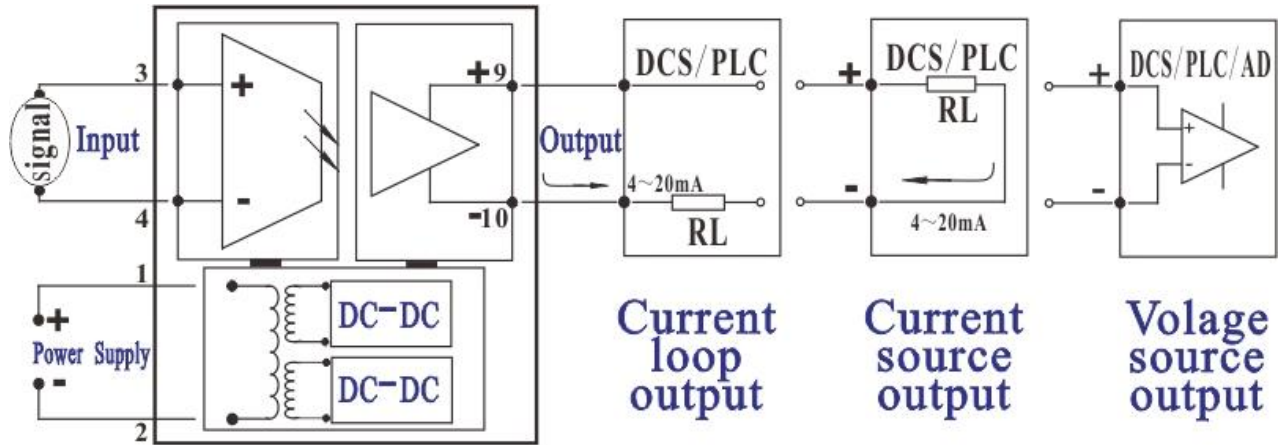 3
signal
Input
4
+
-
+9
-10
Output
DCS/PLC
4~20mA
RL
+
-
DCS/PLC
RL
4~20mA
+
-
DCS/PLC/AD
+
-
1
+
Power Supply
-
2
DC-DC
DC-DC
Current
loop
output
Current
source
output
Volage
source
output